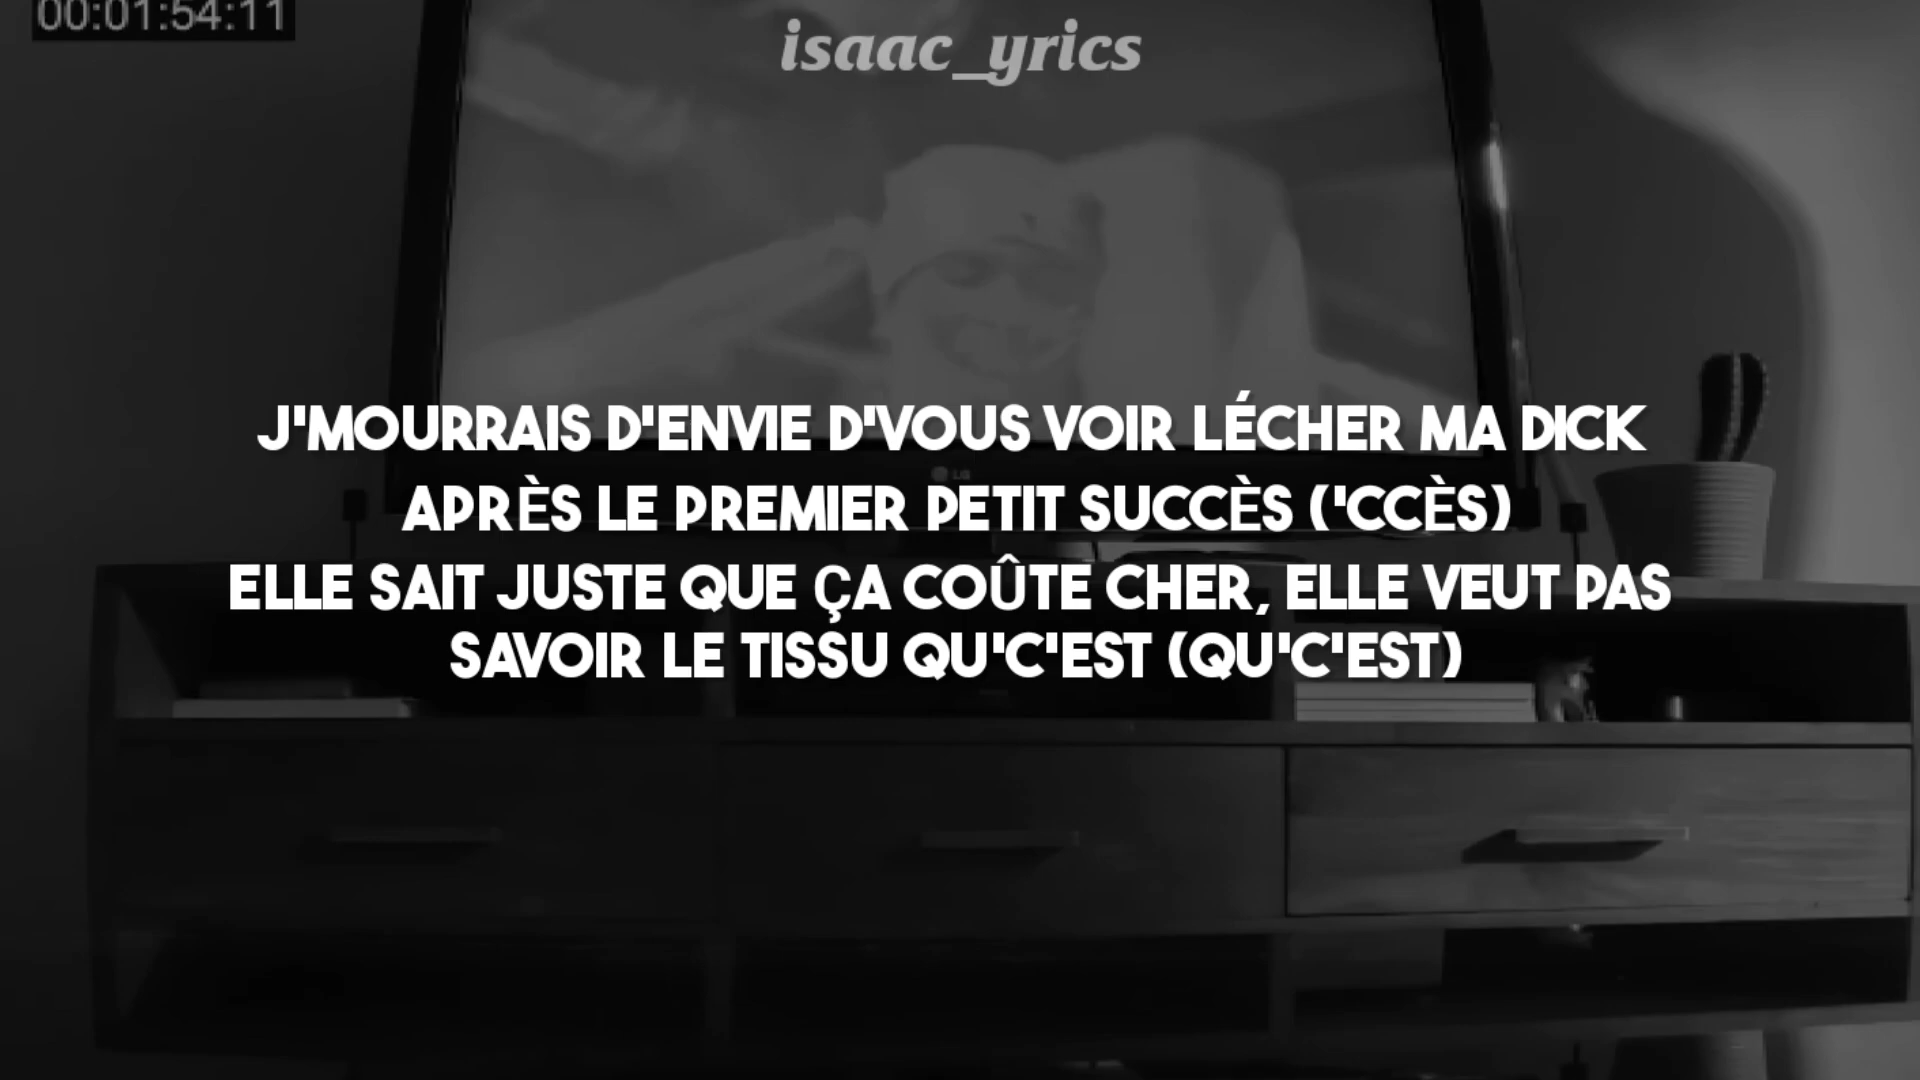 00:01:54:11
isaac_yrics
J'MOURRAIS D'ENVIE D'VOUS VOIR LÉCHER MA DICK
APRÈS LE PREMIER PETIT SUCCÈS ('CCÈS)
ELLE SAIT JUSTE QUE ÇA COÛTE CHER, ELLE VEUT PAS
SAVOIR LE TISSU QU'C'EST (QU'C'EST)
LG